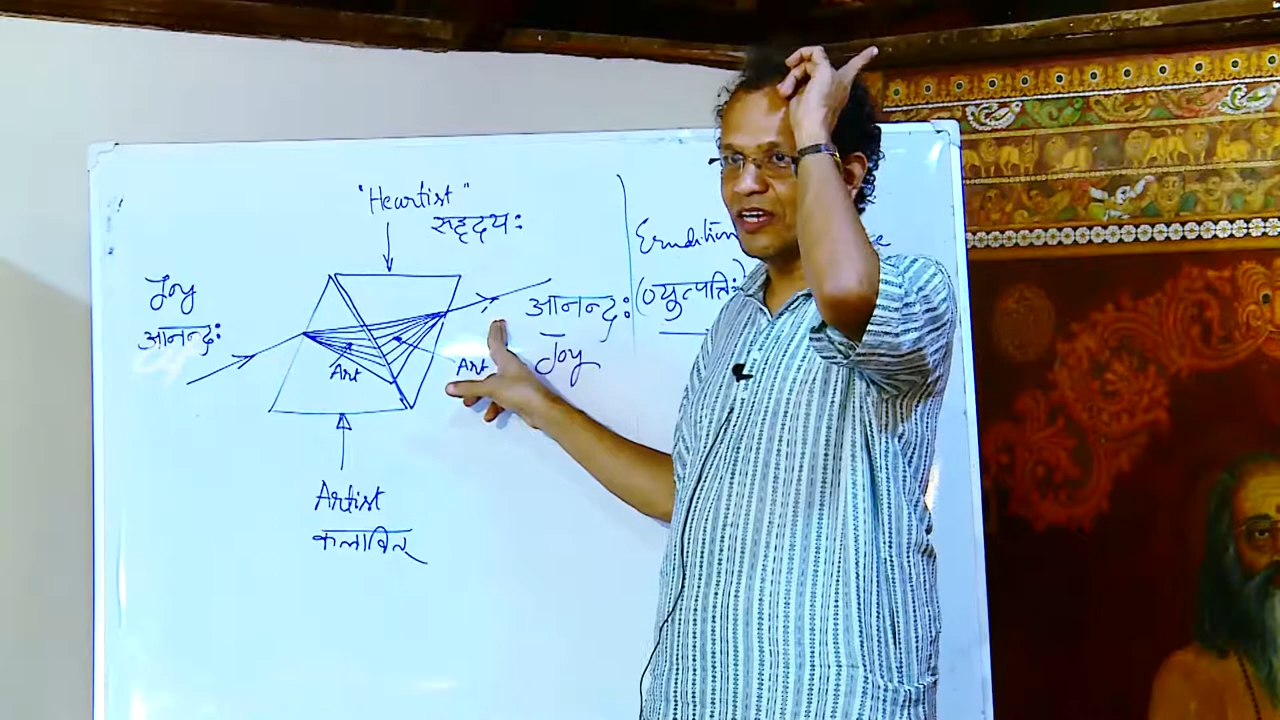 "Heartist"
सहृदयः
Joy
आनन्दः
Art
Art
आनन्दः
Joy
Artist
कलावित्
Erudition
(व्युत्पत्तिः)